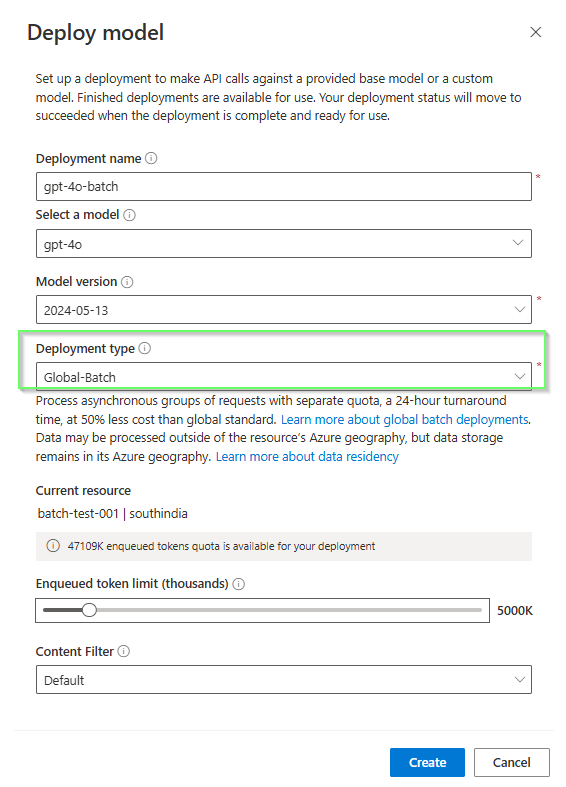 Deploy model
Set up a deployment to make API calls against a provided base model or a custom
model. Finished deployments are available for use. Your deployment status will move to
succeeded when the deployment is complete and ready for use.
Deployment name
gpt-4o-batch
*
Select a model
gpt-4o
Model version
2024-05-13
*
Deployment type
Global-Batch
*
Process asynchronous groups of requests with separate quota, a 24-hour turnaround
time, at 50% less cost than global standard. Learn more about global batch deployments.
Data may be processed outside of the resource's Azure geography, but data storage
remains in its Azure geography. Learn more about data residency
Current resource
batch-test-001 | southindia
47109K enqueued tokens quota is available for your deployment
Enqueued token limit (thousands)
5000K
Content Filter
Default
Create Cancel